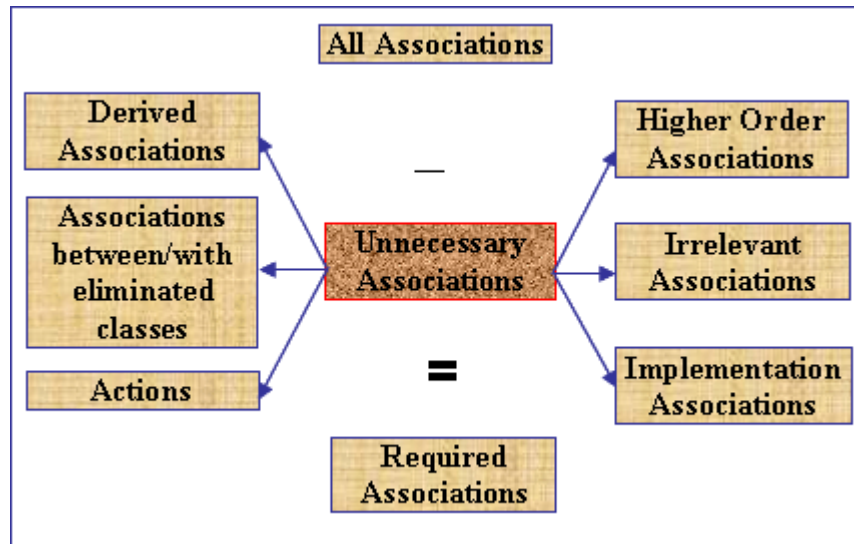 All Associations
Derived
Associations
Higher Order
Associations
–
Associations
between/with
eliminated
classes
Unnecessary
Associations
Irrelevant
Associations
=
Actions
Implementation
Associations
Required
Associations